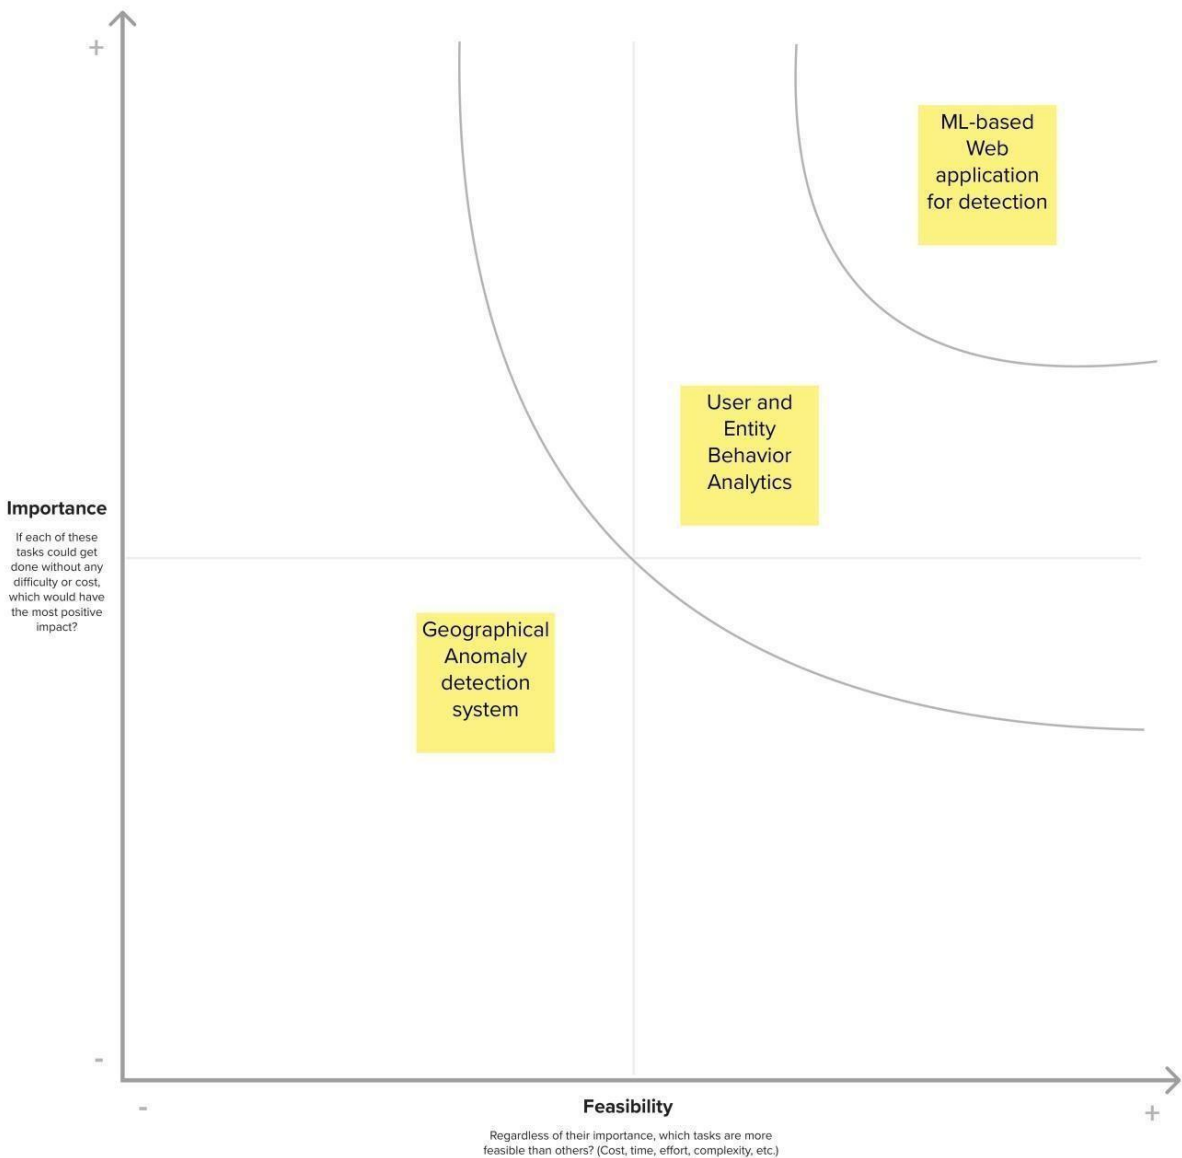 +
ML-based
Web
application
for detection
User and
Entity
Behavior
Analytics
Importance
If each of these
tasks could get
done without any
difficulty or cost,
which would have
the most positive
impact?
Geographical
Anomaly
detection
system
-
-
Feasibility
+
Regardless of their importance, which tasks are more
feasible than others? (Cost, time, effort, complexity, etc.)